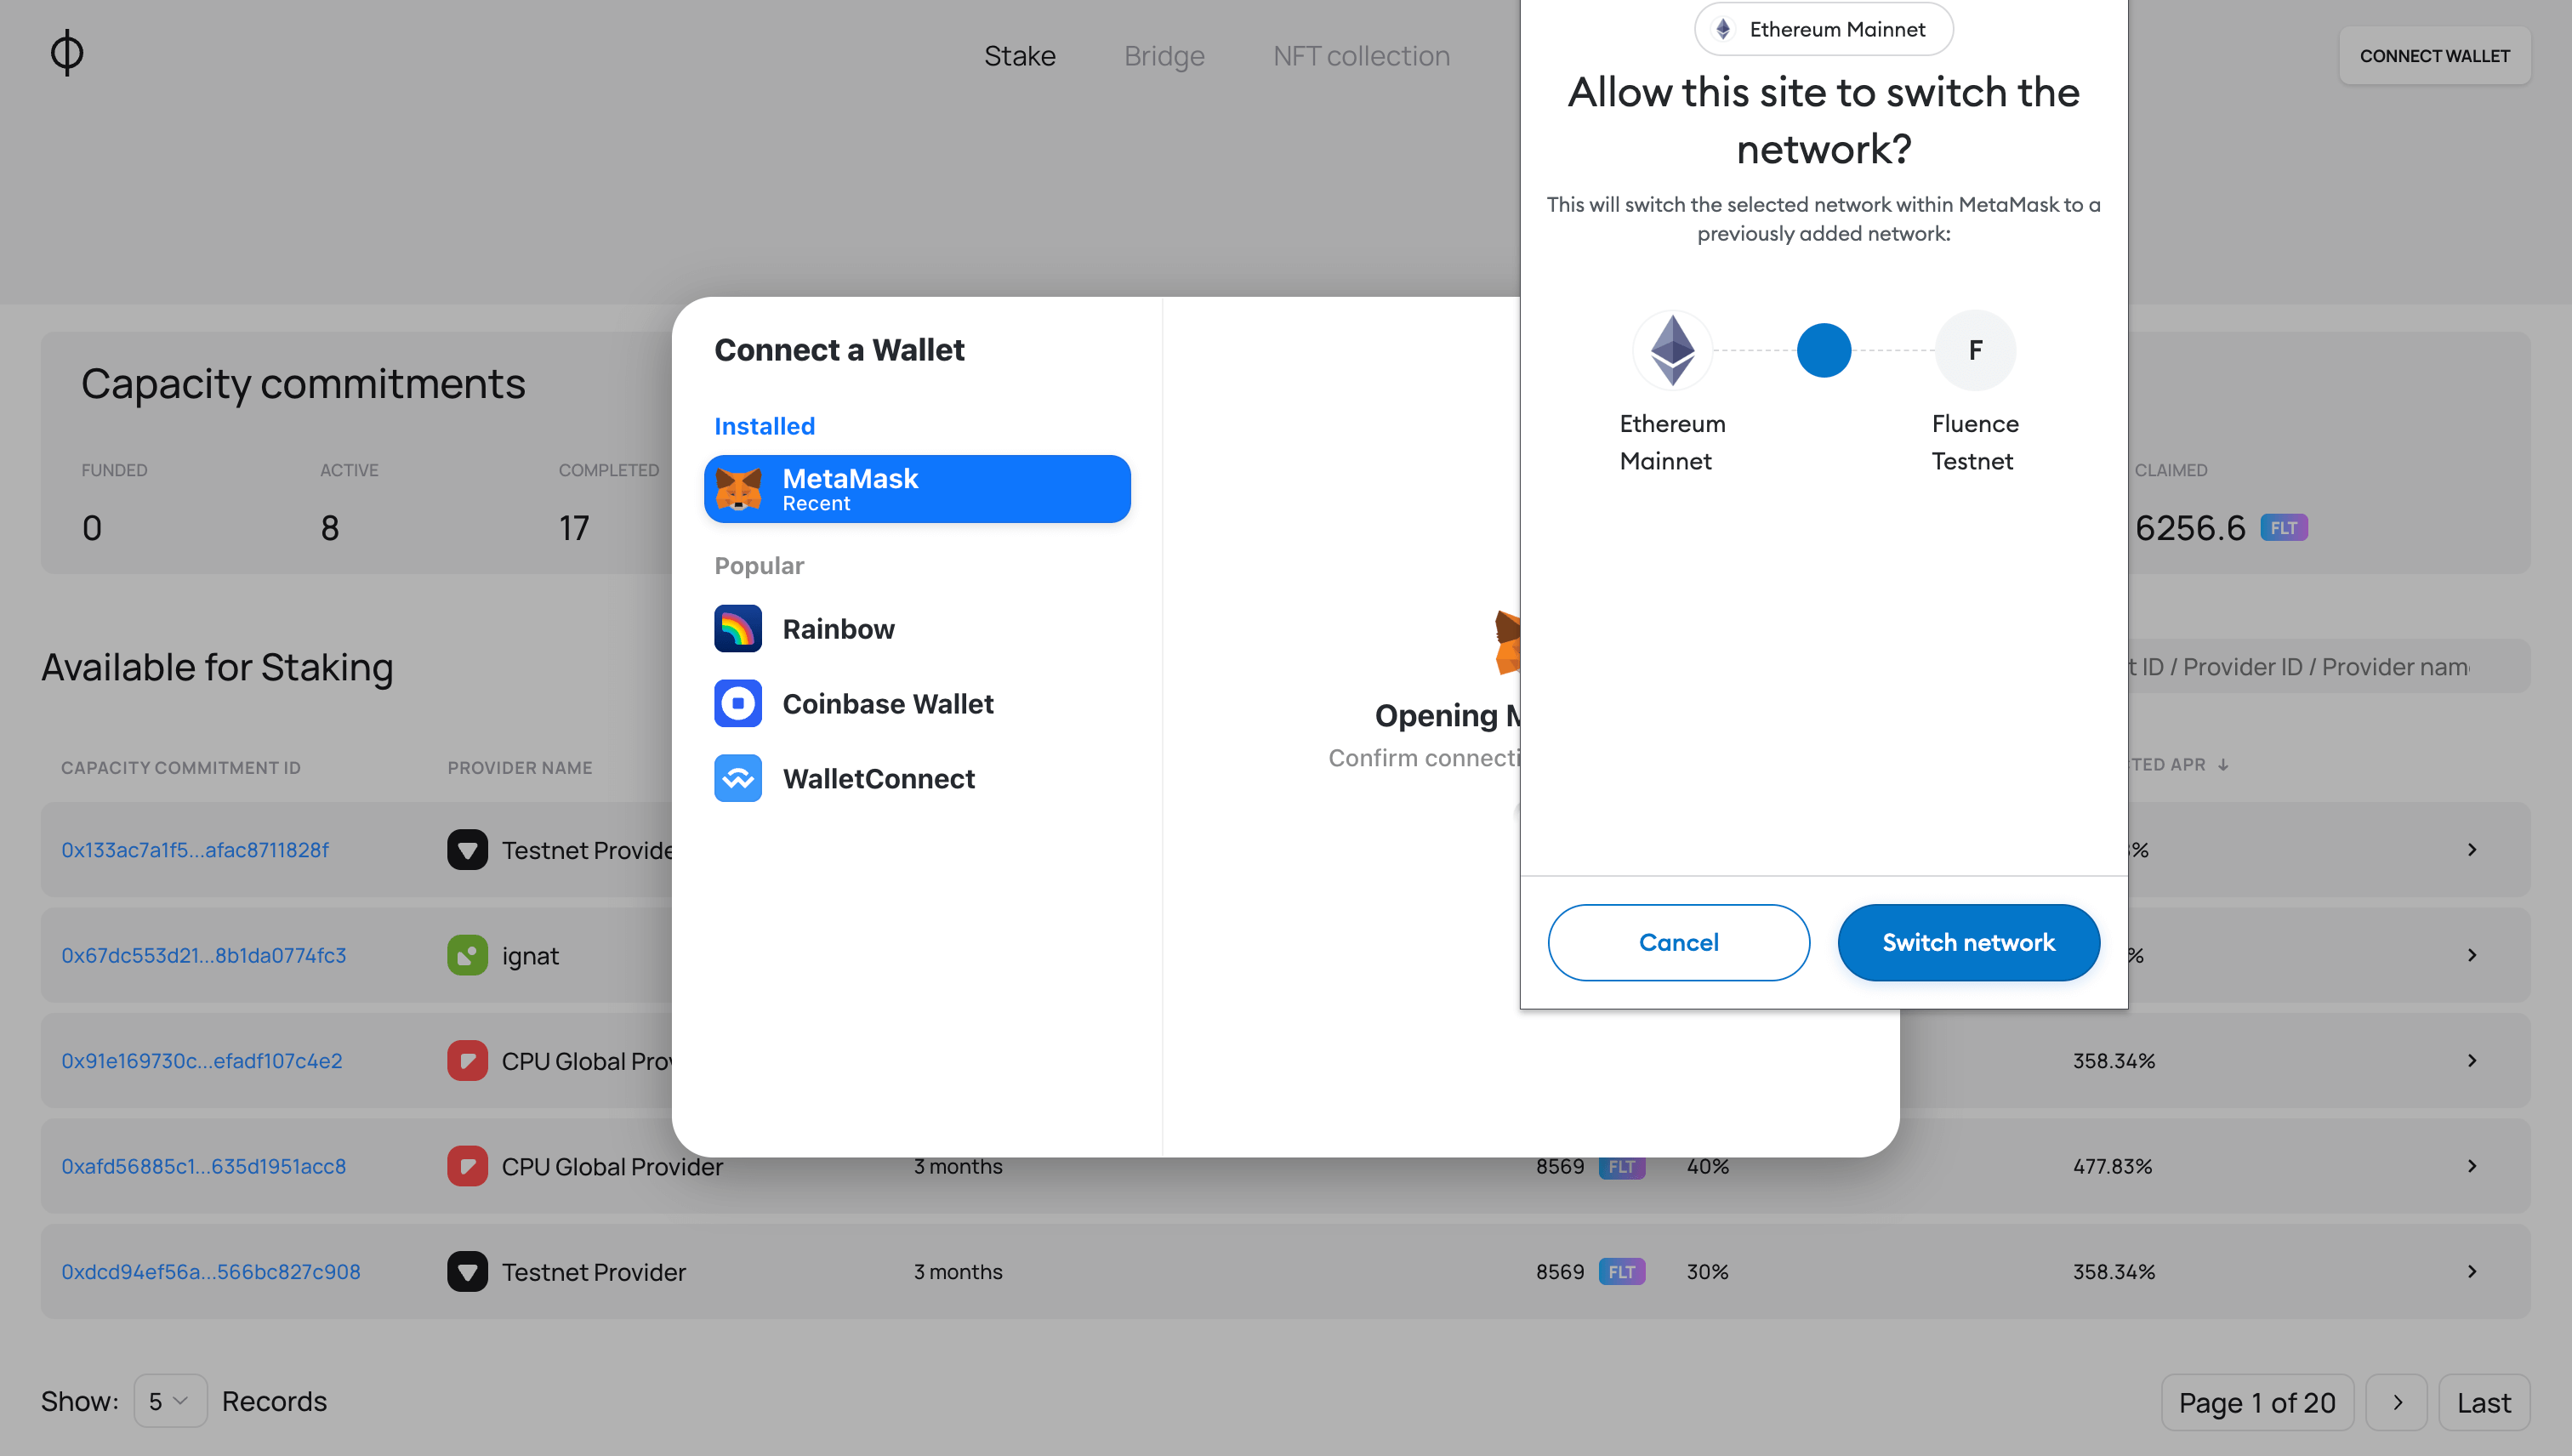 Stake
Bridge
NFT collection
CONNECT WALLET
Ethereum Mainnet
Allow this site to switch the
network?
This will switch the selected network within MetaMask to a
previously added network:
F
Ethereum
Mainnet
Fluence
Testnet
Cancel
Switch network
Connect a Wallet
Installed
MetaMask
Recent
Popular
Rainbow
Coinbase Wallet
WalletConnect
Opening
Confirm
Capacity commitments
FUNDED
ACTIVE
COMPLETED
CLAIMED
0
8
17
6256.6 FLT
Available for Staking
ID / Provider ID / Provider
CAPACITY COMMITMENT ID
PROVIDER NAME
APR ↓
0x133ac7a1f5...afac8711828f
Testnet
0x67dc553d21...8b1da0774fc3
ignat
0x91e169730c...efadf107c4e2
CPU Global
358.34%
0xafd56885c1...635d1951acc8
CPU Global Provider
3 months
8569 FLT
40%
477.83%
0xdcd94ef56a...566bc827c908
Testnet Provider
3 months
8569 FLT
30%
358.34%
Show: 5 Records
Page 1 of 20
Last